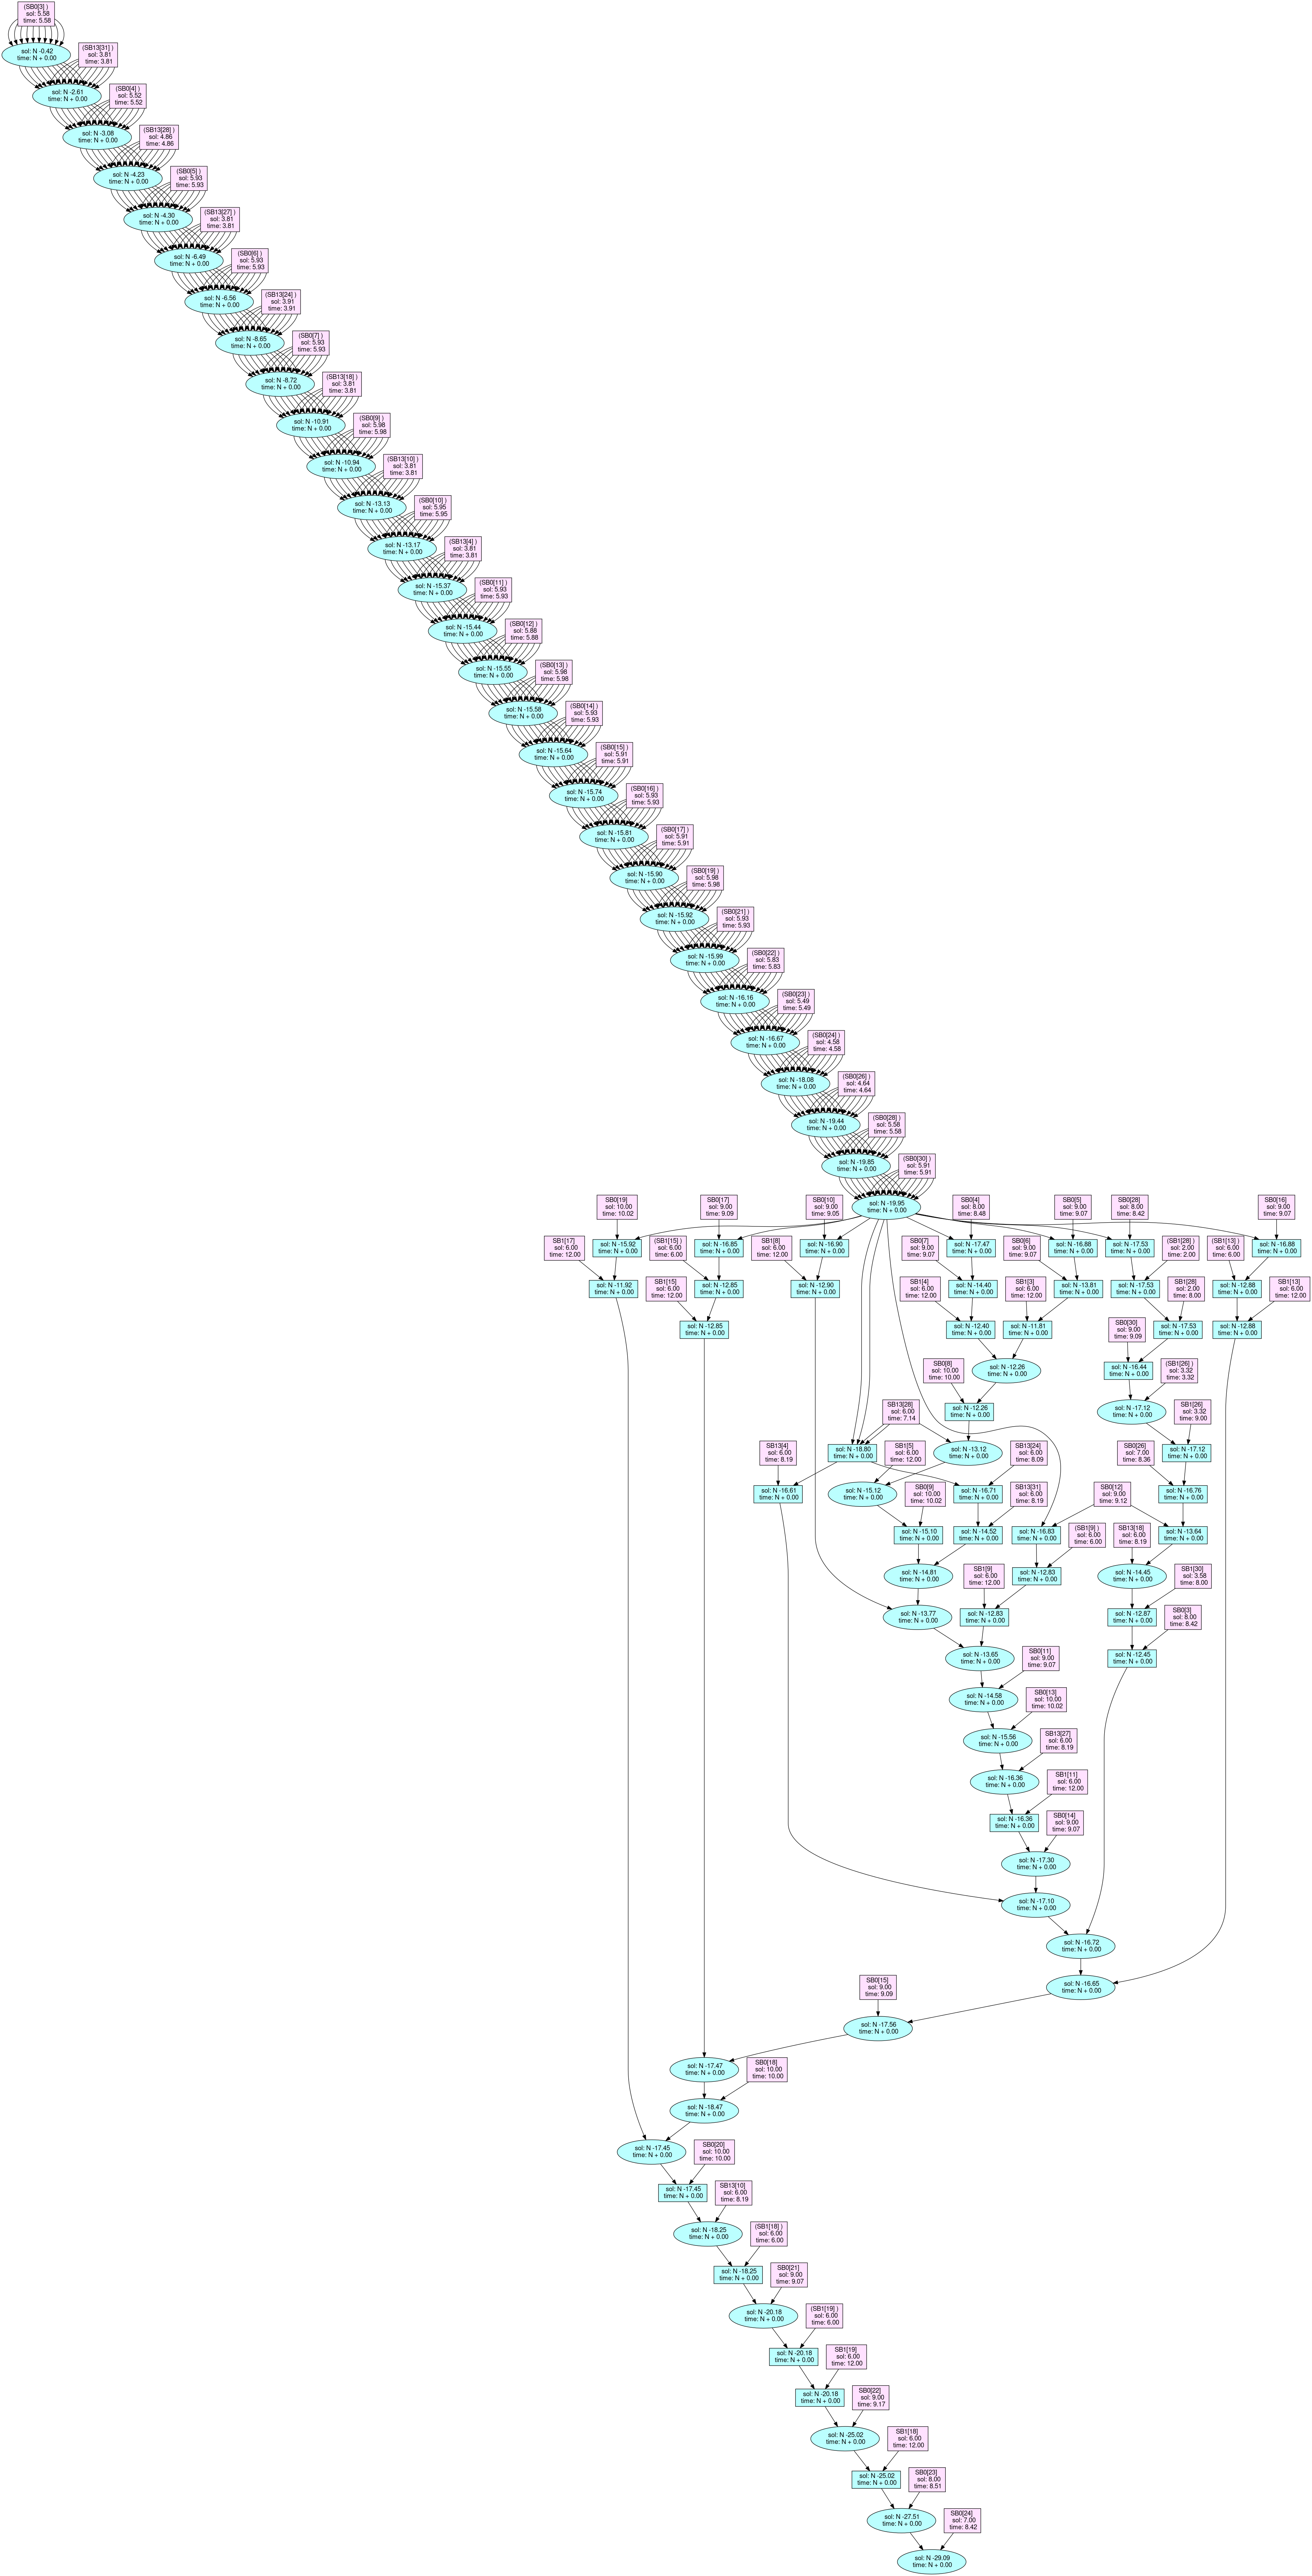 (SB0[3] )
sol: 5.58
time: 5.58
sol: N -0.42
time: N + 0.00
(SB13[31] )
sol: 3.81
time: 3.81
sol: N -2.61
time: N + 0.00
(SB0[4] )
sol: 5.52
time: 5.52
sol: N -3.08
time: N + 0.00
(SB13[28] )
sol: 4.86
time: 4.86
sol: N -4.23
time: N + 0.00
(SB0[5] )
sol: 5.93
time: 5.93
sol: N -4.30
time: N + 0.00
(SB13[27] )
sol: 3.81
time: 3.81
sol: N -6.49
time: N + 0.00
(SB0[6] )
sol: 5.93
time: 5.93
sol: N -6.56
time: N + 0.00
(SB13[24] )
sol: 3.91
time: 3.91
sol: N -8.65
time: N + 0.00
(SB0[7] )
sol: 5.93
time: 5.93
sol: N -8.72
time: N + 0.00
(SB13[18] )
sol: 3.81
time: 3.81
sol: N -10.91
time: N + 0.00
(SB0[9] )
sol: 5.98
time: 5.98
sol: N -10.94
time: N + 0.00
(SB13[10] )
sol: 3.81
time: 3.81
sol: N -13.13
time: N + 0.00
(SB0[10] )
sol: 5.95
time: 5.95
sol: N -13.17
time: N + 0.00
(SB13[4] )
sol: 3.81
time: 3.81
sol: N -15.37
time: N + 0.00
(SB0[11] )
sol: 5.93
time: 5.93
sol: N -15.44
time: N + 0.00
(SB0[12] )
sol: 5.88
time: 5.88
sol: N -15.55
time: N + 0.00
(SB0[13] )
sol: 5.98
time: 5.98
sol: N -15.58
time: N + 0.00
(SB0[14] )
sol: 5.93
time: 5.93
sol: N -15.64
time: N + 0.00
(SB0[15] )
sol: 5.91
time: 5.91
sol: N -15.74
time: N + 0.00
(SB0[16] )
sol: 5.93
time: 5.93
sol: N -15.81
time: N + 0.00
(SB0[17] )
sol: 5.91
time: 5.91
sol: N -15.90
time: N + 0.00
(SB0[19] )
sol: 5.98
time: 5.98
sol: N -15.92
time: N + 0.00
(SB0[21] )
sol: 5.93
time: 5.93
sol: N -15.99
time: N + 0.00
(SB0[22] )
sol: 5.83
time: 5.83
sol: N -16.16
time: N + 0.00
(SB0[23] )
sol: 5.49
time: 5.49
sol: N -16.67
time: N + 0.00
(SB0[24] )
sol: 4.58
time: 4.58
sol: N -18.08
time: N + 0.00
(SB0[26] )
sol: 4.64
time: 4.64
sol: N -19.44
time: N + 0.00
(SB0[28] )
sol: 5.58
time: 5.58
sol: N -19.85
time: N + 0.00
(SB0[30] )
sol: 5.91
time: 5.91
sol: N -19.95
time: N + 0.00
SB0[19]
sol: 10.00
time: 10.02
SB0[17]
sol: 9.00
time: 9.09
SB0[10]
sol: 9.00
time: 9.05
SB0[4]
sol: 8.00
time: 8.48
SB0[5]
sol: 9.00
time: 9.07
SB0[28]
sol: 8.00
time: 8.42
SB0[16]
sol: 9.00
time: 9.07
SB1[17]
sol: 6.00
time: 12.00
sol: N -15.92
time: N + 0.00
(SB1[15] )
sol: 6.00
time: 6.00
sol: N -16.85
time: N + 0.00
SB1[8]
sol: 6.00
time: 12.00
sol: N -16.90
time: N + 0.00
SB0[7]
sol: 9.00
time: 9.07
sol: N -17.47
time: N + 0.00
SB0[6]
sol: 9.00
time: 9.07
sol: N -16.88
time: N + 0.00
sol: N -17.53
time: N + 0.00
(SB1[28] )
sol: 2.00
time: 2.00
(SB1[13] )
sol: 6.00
time: 6.00
sol: N -16.88
time: N + 0.00
sol: N -11.92
time: N + 0.00
SB1[15]
sol: 6.00
time: 12.00
sol: N -12.85
time: N + 0.00
sol: N -12.90
time: N + 0.00
SB1[4]
sol: 6.00
time: 12.00
sol: N -14.40
time: N + 0.00
SB1[3]
sol: 6.00
time: 12.00
sol: N -13.81
time: N + 0.00
sol: N -17.53
time: N + 0.00
SB1[28]
sol: 2.00
time: 8.00
sol: N -12.88
time: N + 0.00
SB1[13]
sol: 6.00
time: 12.00
sol: N -12.85
time: N + 0.00
sol: N -12.40
time: N + 0.00
sol: N -11.81
time: N + 0.00
SB0[30]
sol: 9.00
time: 9.09
sol: N -17.53
time: N + 0.00
sol: N -12.88
time: N + 0.00
SB0[8]
sol: 10.00
time: 10.00
sol: N -12.26
time: N + 0.00
sol: N -16.44
time: N + 0.00
(SB1[26] )
sol: 3.32
time: 3.32
SB13[28]
sol: 6.00
time: 7.14
sol: N -12.26
time: N + 0.00
sol: N -17.12
time: N + 0.00
SB1[26]
sol: 3.32
time: 9.00
SB13[4]
sol: 6.00
time: 8.19
sol: N -18.80
time: N + 0.00
SB1[5]
sol: 6.00
time: 12.00
sol: N -13.12
time: N + 0.00
SB13[24]
sol: 6.00
time: 8.09
SB0[26]
sol: 7.00
time: 8.36
sol: N -17.12
time: N + 0.00
sol: N -16.61
time: N + 0.00
sol: N -15.12
time: N + 0.00
SB0[9]
sol: 10.00
time: 10.02
sol: N -16.71
time: N + 0.00
SB13[31]
sol: 6.00
time: 8.19
SB0[12]
sol: 9.00
time: 9.12
sol: N -16.76
time: N + 0.00
sol: N -15.10
time: N + 0.00
sol: N -14.52
time: N + 0.00
sol: N -16.83
time: N + 0.00
(SB1[9] )
sol: 6.00
time: 6.00
SB13[18]
sol: 6.00
time: 8.19
sol: N -13.64
time: N + 0.00
sol: N -14.81
time: N + 0.00
SB1[9]
sol: 6.00
time: 12.00
sol: N -12.83
time: N + 0.00
sol: N -14.45
time: N + 0.00
SB1[30]
sol: 3.58
time: 8.00
sol: N -13.77
time: N + 0.00
sol: N -12.83
time: N + 0.00
sol: N -12.87
time: N + 0.00
SB0[3]
sol: 8.00
time: 8.42
sol: N -13.65
time: N + 0.00
SB0[11]
sol: 9.00
time: 9.07
sol: N -12.45
time: N + 0.00
sol: N -14.58
time: N + 0.00
SB0[13]
sol: 10.00
time: 10.02
sol: N -15.56
time: N + 0.00
SB13[27]
sol: 6.00
time: 8.19
sol: N -16.36
time: N + 0.00
SB1[11]
sol: 6.00
time: 12.00
sol: N -16.36
time: N + 0.00
SB0[14]
sol: 9.00
time: 9.07
sol: N -17.30
time: N + 0.00
sol: N -17.10
time: N + 0.00
sol: N -16.72
time: N + 0.00
SB0[15]
sol: 9.00
time: 9.09
sol: N -16.65
time: N + 0.00
sol: N -17.56
time: N + 0.00
sol: N -17.47
time: N + 0.00
SB0[18]
sol: 10.00
time: 10.00
sol: N -18.47
time: N + 0.00
sol: N -17.45
time: N + 0.00
SB0[20]
sol: 10.00
time: 10.00
sol: N -17.45
time: N + 0.00
SB13[10]
sol: 6.00
time: 8.19
sol: N -18.25
time: N + 0.00
(SB1[18] )
sol: 6.00
time: 6.00
sol: N -18.25
time: N + 0.00
SB0[21]
sol: 9.00
time: 9.07
sol: N -20.18
time: N + 0.00
(SB1[19] )
sol: 6.00
time: 6.00
sol: N -20.18
time: N + 0.00
SB1[19]
sol: 6.00
time: 12.00
sol: N -20.18
time: N + 0.00
SB0[22]
sol: 9.00
time: 9.17
sol: N -25.02
time: N + 0.00
SB1[18]
sol: 6.00
time: 12.00
sol: N -25.02
time: N + 0.00
SB0[23]
sol: 8.00
time: 8.51
sol: N -27.51
time: N + 0.00
SB0[24]
sol: 7.00
time: 8.42
sol: N -29.09
time: N + 0.00